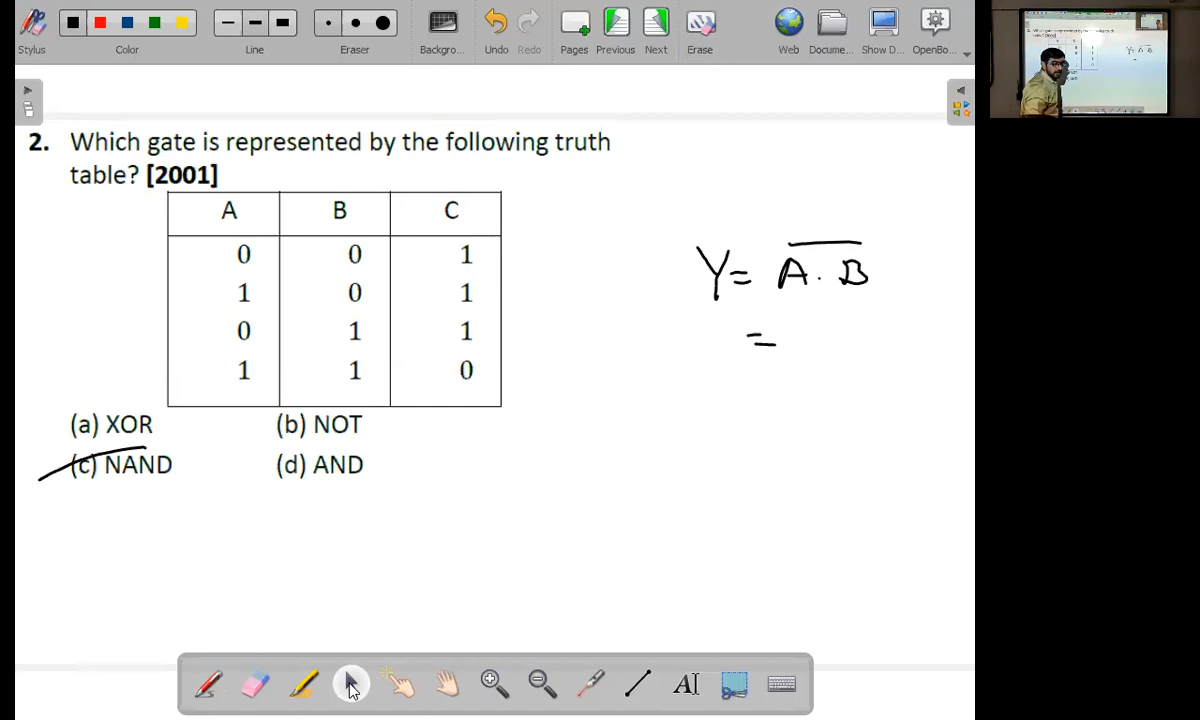 Stylus Color Line Eraser Backgro... Undo Redo Pages Previous Next Erase Web Docume... Show D... OpenBo...
2. Which gate is represented by the following truth
table? [2001]
A B C
0 0 1
1 0 1
0 1 1
1 1 0
(a) XOR (b) NOT
(c) NAND (d) AND
Y = \overline{A . B}
=